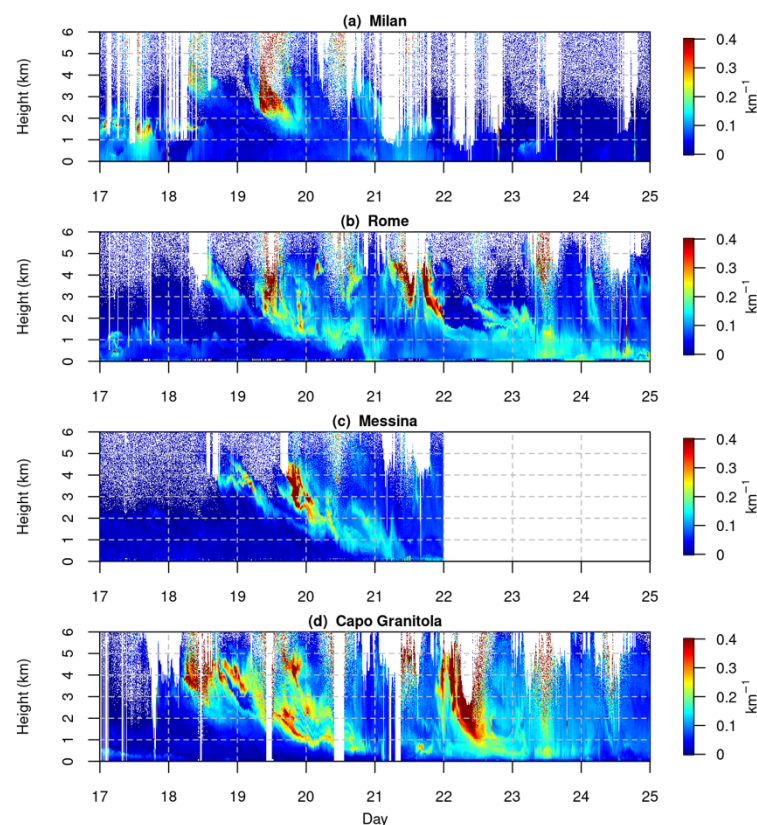 (a) Milan
Height (km)
0 1 2 3 4 5 6
17 18 19 20 21 22 23 24 25
0 0.1 0.2 0.3 0.4
km⁻¹
(b) Rome
Height (km)
0 1 2 3 4 5 6
17 18 19 20 21 22 23 24 25
0 0.1 0.2 0.3 0.4
km⁻¹
(c) Messina
Height (km)
0 1 2 3 4 5 6
17 18 19 20 21 22 23 24 25
0 0.1 0.2 0.3 0.4
km⁻¹
(d) Capo Granitola
Height (km)
0 1 2 3 4 5 6
17 18 19 20 21 22 23 24 25
0 0.1 0.2 0.3 0.4
km⁻¹
Day